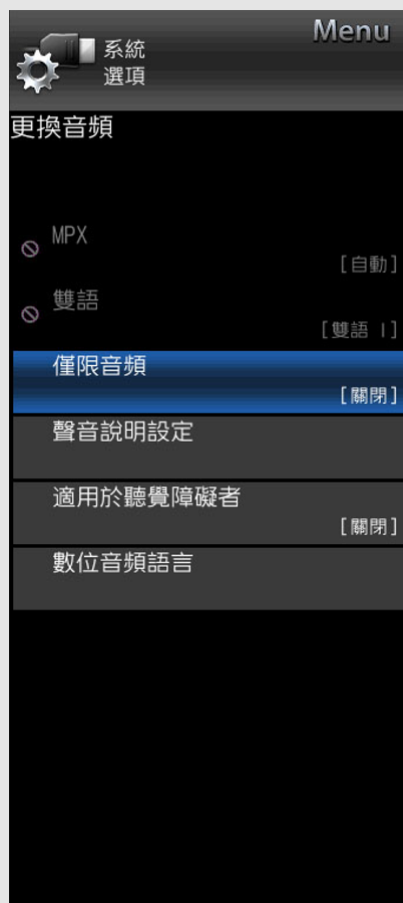 Menu
系統
選項
更換音頻
MPX
[自動]
雙語
[雙語 I]
僅限音頻
[關閉]
聲音說明設定
適用於聽覺障礙者
[關閉]
數位音頻語言